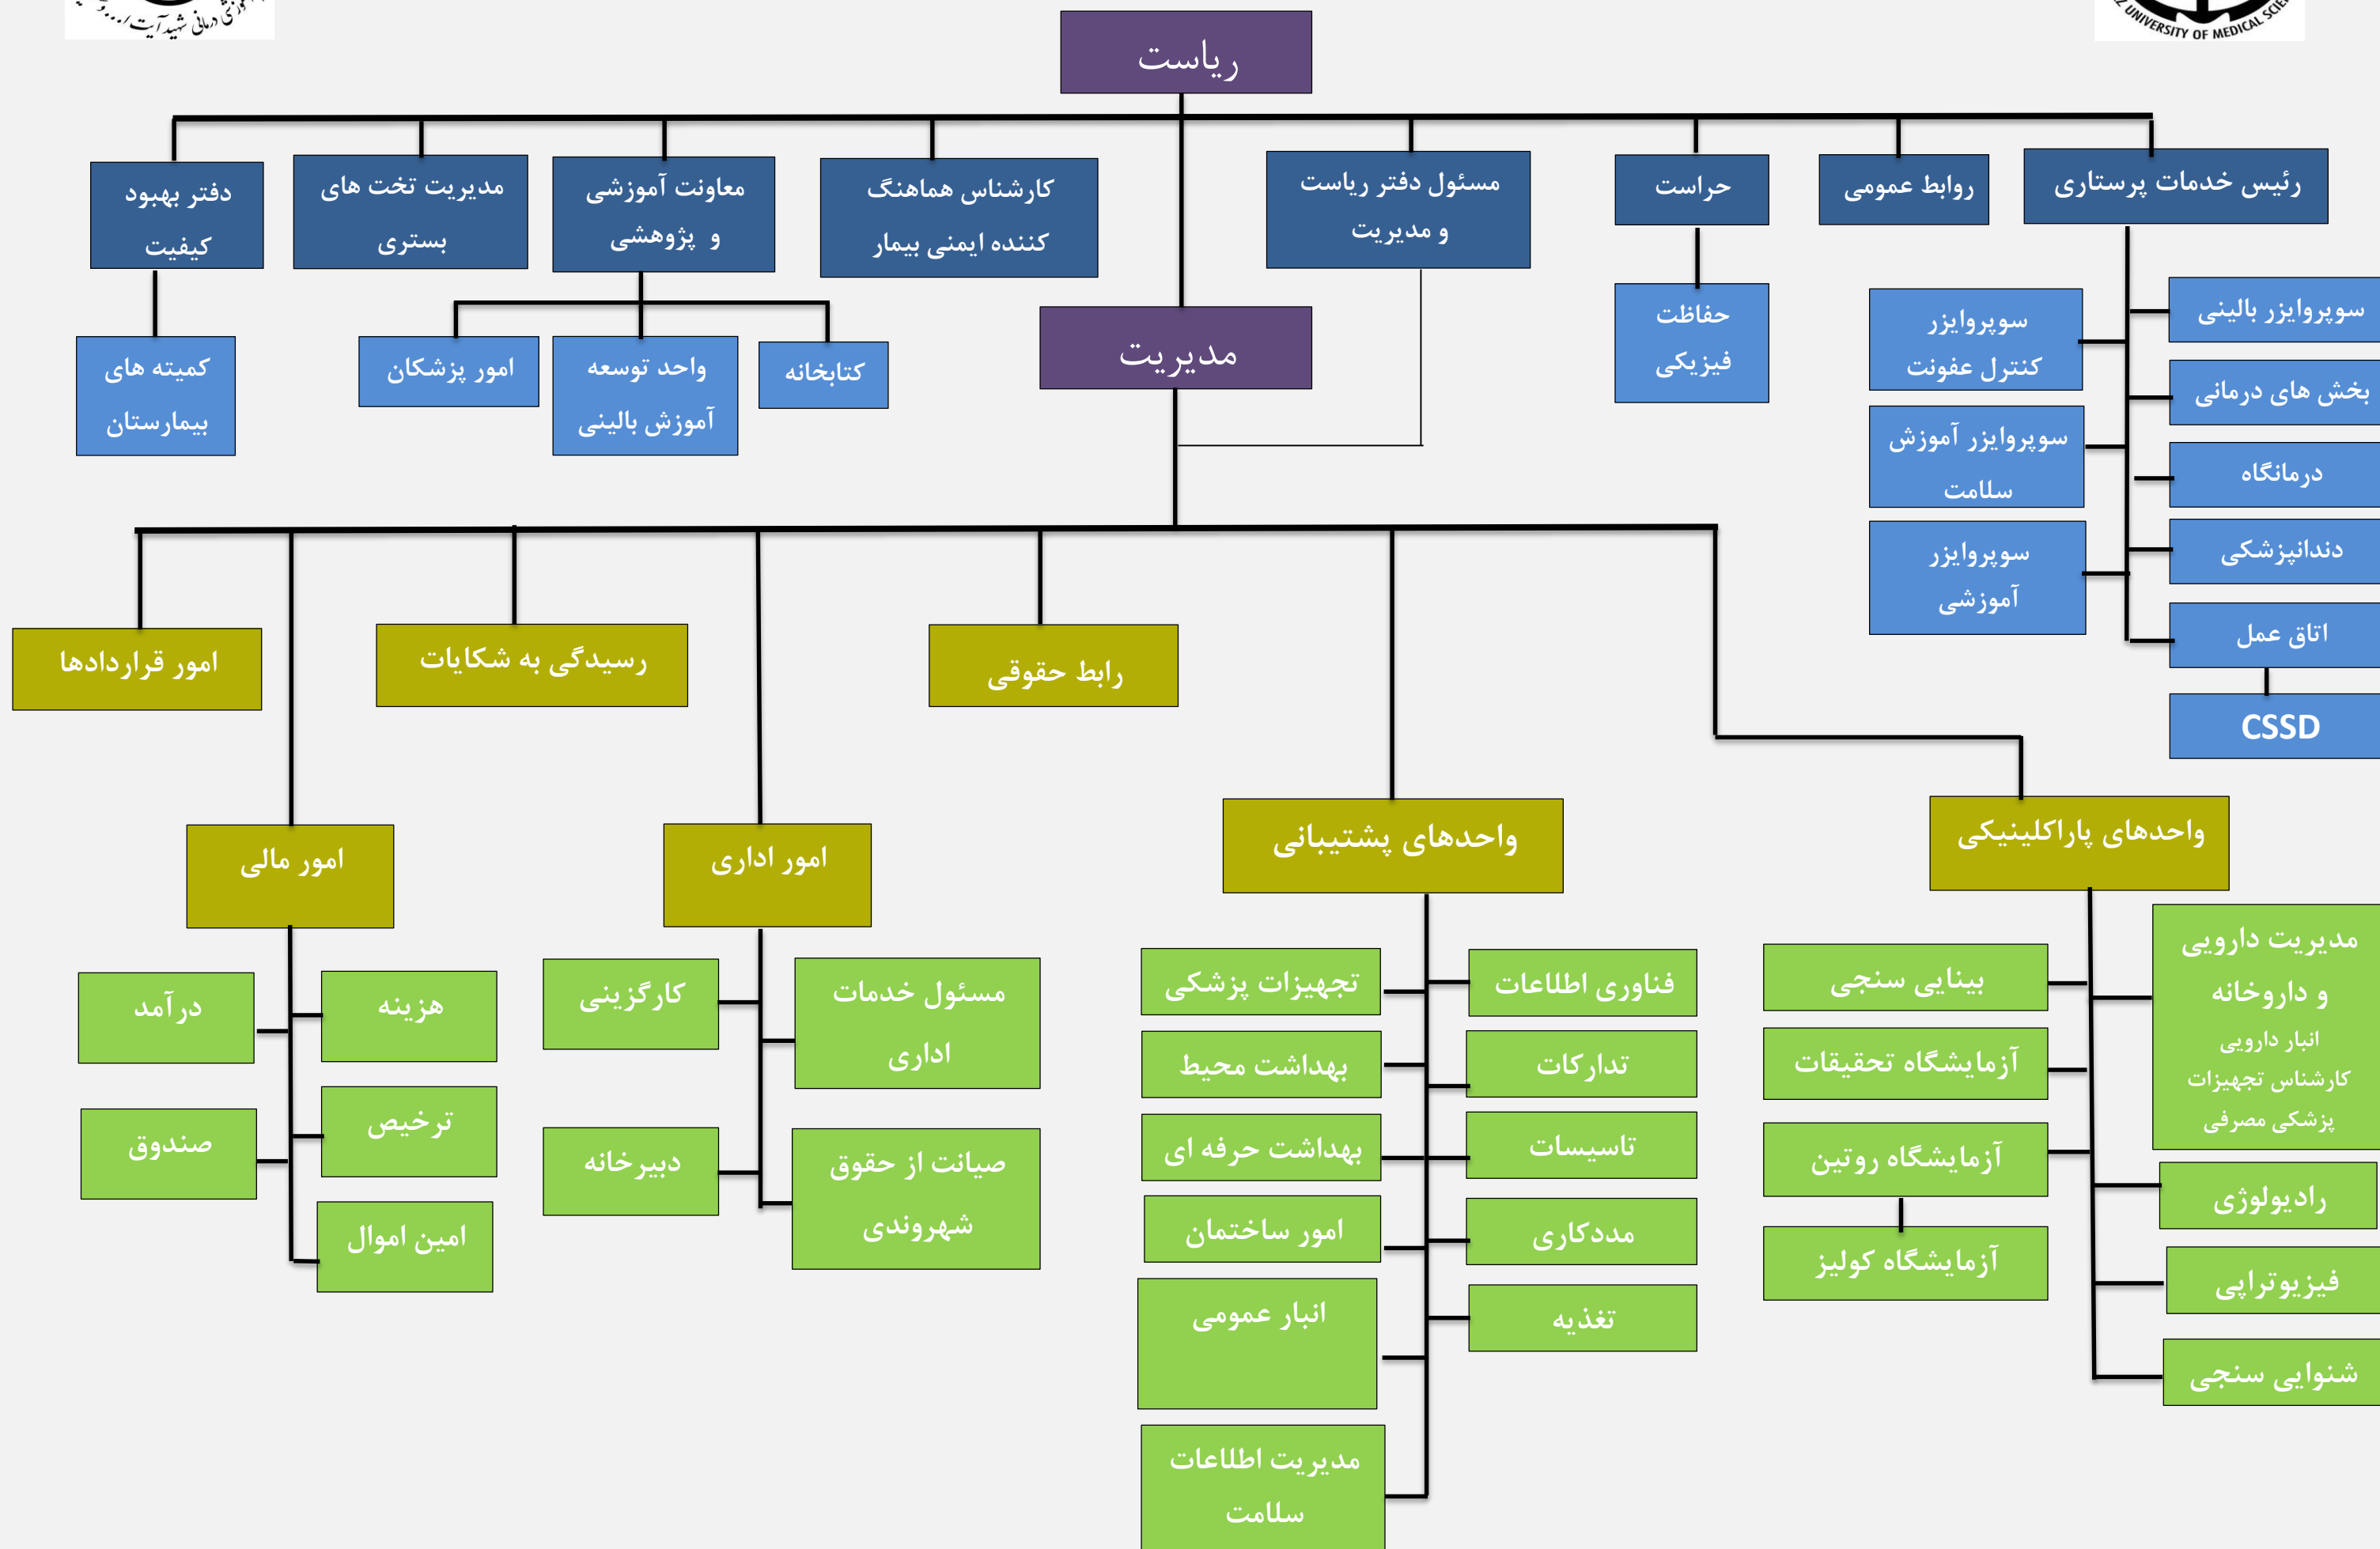 درمانی شهید آیت ا...
UNIVERSITY OF MEDICAL
ریاست
رئیس خدمات پرستاری
روابط عمومی
حراست
مسئول دفتر ریاست
و مدیریت
کارشناس هماهنگ
کننده ایمنی بیمار
معاونت آموزشی
و پژوهشی
مدیریت تخت های
بستری
دفتر بهبود
کیفیت
سوپروایزر بالینی
بخش های درمانی
درمانگاه
دندانپزشکی
اتاق عمل
CSSD
سوپروایزر
کنترل عفونت
سوپروایزر آموزش
سلامت
سوپروایزر
آموزشی
حفاظت
فیزیکی
مدیریت
کتابخانه
واحد توسعه
آموزش بالینی
امور پزشکان
کمیته های
بیمارستان
رابط حقوقی
رسیدگی به شکایات
امور قراردادها
واحدهای پاراکلینیکی
واحدهای پشتیبانی
امور اداری
امور مالی
مدیریت دارویی
و داروخانه
انبار دارویی
کارشناس تجهیزات
پزشکی مصرفی
رادیولوژی
فیزیوتراپی
شنوایی سنجی
بینایی سنجی
آزمایشگاه تحقیقات
آزمایشگاه روتین
آزمایشگاه کولیز
فناوری اطلاعات
تدارکات
تاسیسات
مددکاری
تغذیه
تجهیزات پزشکی
بهداشت محیط
بهداشت حرفه ای
امور ساختمان
انبار عمومی
مدیریت اطلاعات
سلامت
مسئول خدمات
اداری
صیانت از حقوق
شهروندی
کارگزینی
دبیرخانه
هزینه
ترخیص
امین اموال
درآمد
صندوق